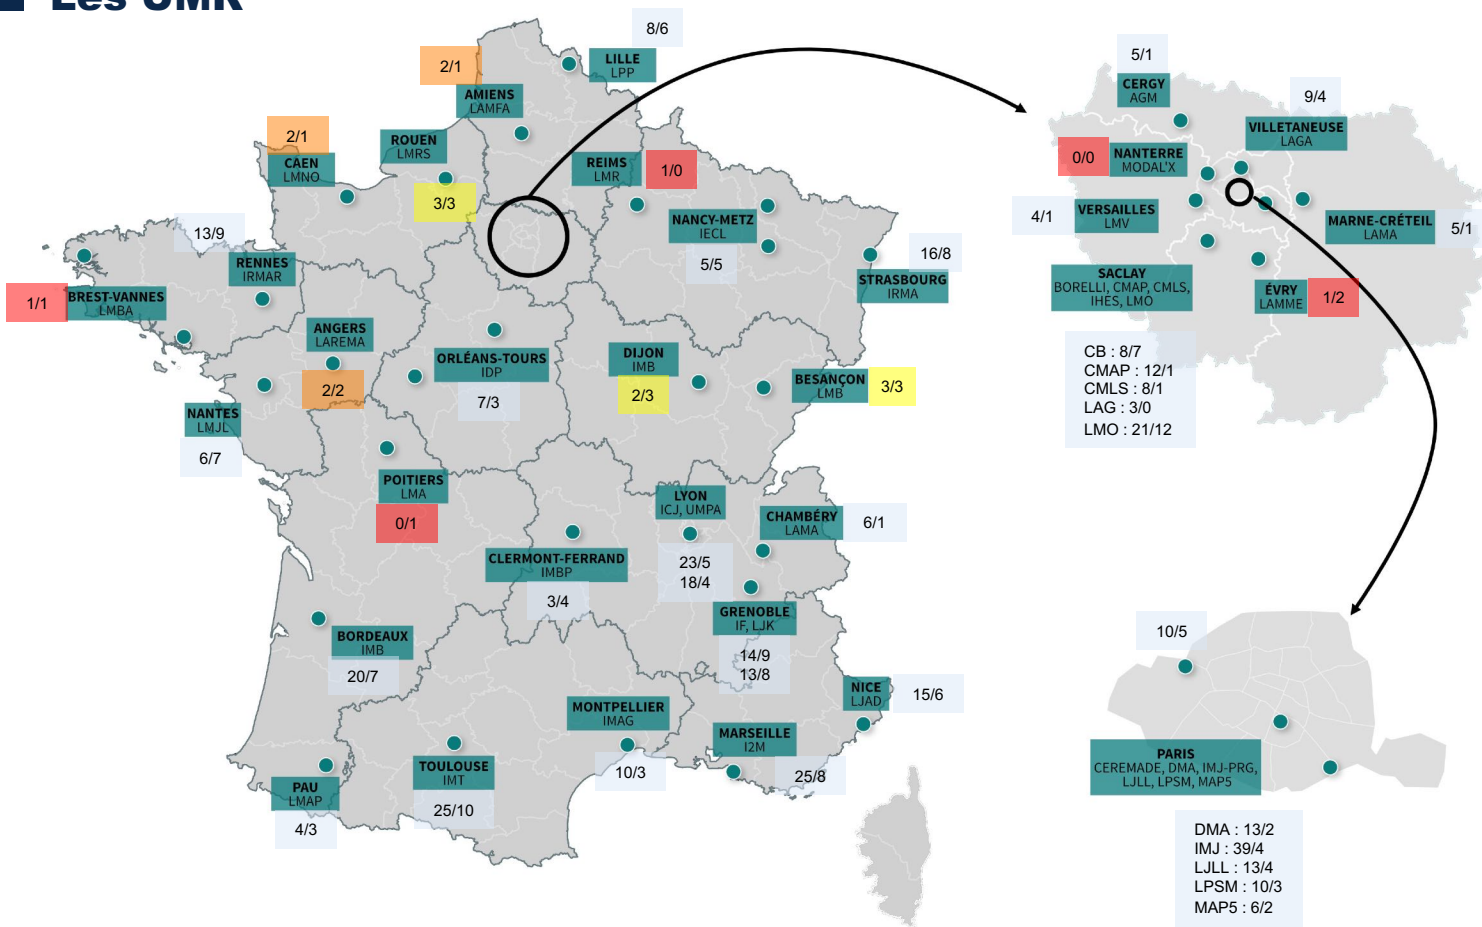 Les UMR
8/6
LILLE
LPP
2/1
AMIENS
LAMFA
2/1
CAEN
LMNO
ROUEN
LMRS
3/3
REIMS
LMR
1/0
NANCY-METZ
IECL
5/5
16/8
STRASBOURG
IRMA
13/9
RENNES
IRMAR
1/1
BREST-VANNES
LMBA
ANGERS
LAREMA
2/2
ORLÉANS-TOURS
IDP
7/3
DIJON
IMB
2/3
BESANÇON
LMB
3/3
NANTES
LMJL
6/7
POITIERS
LMA
0/1
LYON
ICJ, UMPA
23/5
18/4
CHAMBÉRY
LAMA
6/1
CLERMONT-FERRAND
IMBP
3/4
GRENOBLE
IF, LJK
14/9
13/8
BORDEAUX
IMB
20/7
NICE
LJAD
15/6
MONTPELLIER
IMAG
10/3
MARSEILLE
I2M
25/8
TOULOUSE
IMT
25/10
PAU
LMAP
4/3
5/1
CERGY
AGM
9/4
VILLETANEUSE
LAGA
0/0
NANTERRE
MODAL'X
4/1
VERSAILLES
LMV
MARNE-CRÉTEIL
LAMA
5/1
SACLAY
BORELLI, CMAP, CMLS,
IHES, LMO
ÉVRY
LAMME
1/2
CB : 8/7
CMAP : 12/1
CMLS : 8/1
LAG : 3/0
LMO : 21/12
10/5
PARIS
CEREMADE, DMA, IMJ-PRG,
LJLL, LPSM, MAP5
DMA : 13/2
IMJ : 39/4
LJLL : 13/4
LPSM : 10/3
MAP5 : 6/2